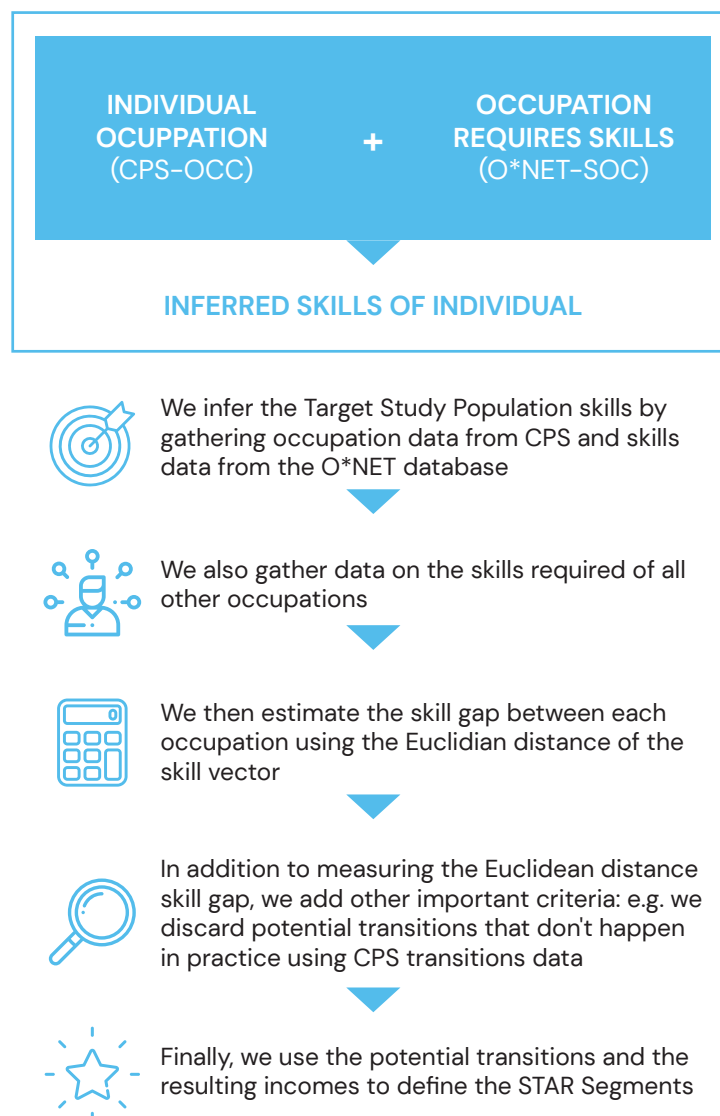 INDIVIDUAL
OCUPPATION
(CPS-OCC)
+
OCCUPATION
REQUIRES SKILLS
(O*NET-SOC)
INFERRED SKILLS OF INDIVIDUAL
We infer the Target Study Population skills by
gathering occupation data from CPS and skills
data from the O*NET database
We also gather data on the skills required of all
other occupations
0
We then estimate the skill gap between each
occupation using the Euclidian distance of the
skill vector
In addition to measuring the Euclidean distance
skill gap, we add other important criteria: e.g. we
discard potential transitions that don't happen
in practice using CPS transitions data
Finally, we use the potential transitions and the
resulting incomes to define the STAR Segments